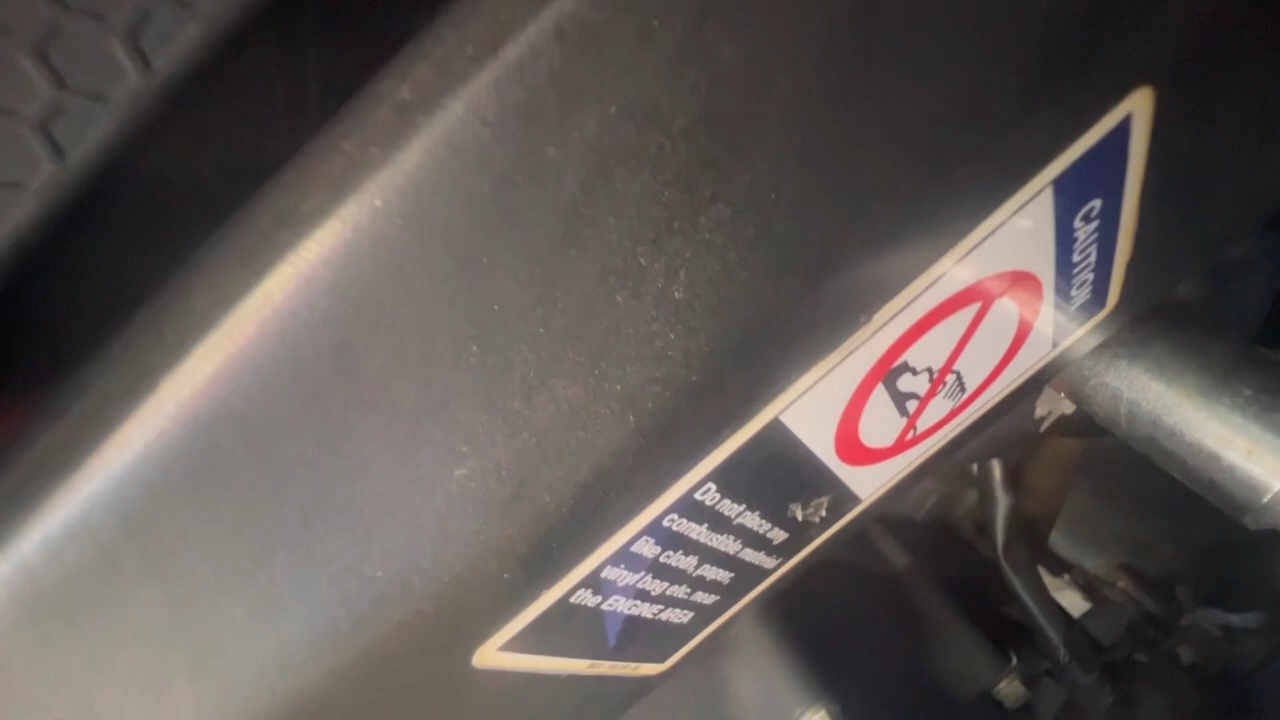 CAUTION
Do not place any
combustible material
like cloth, paper,
vinyl bag etc. near
the ENGINE AREA